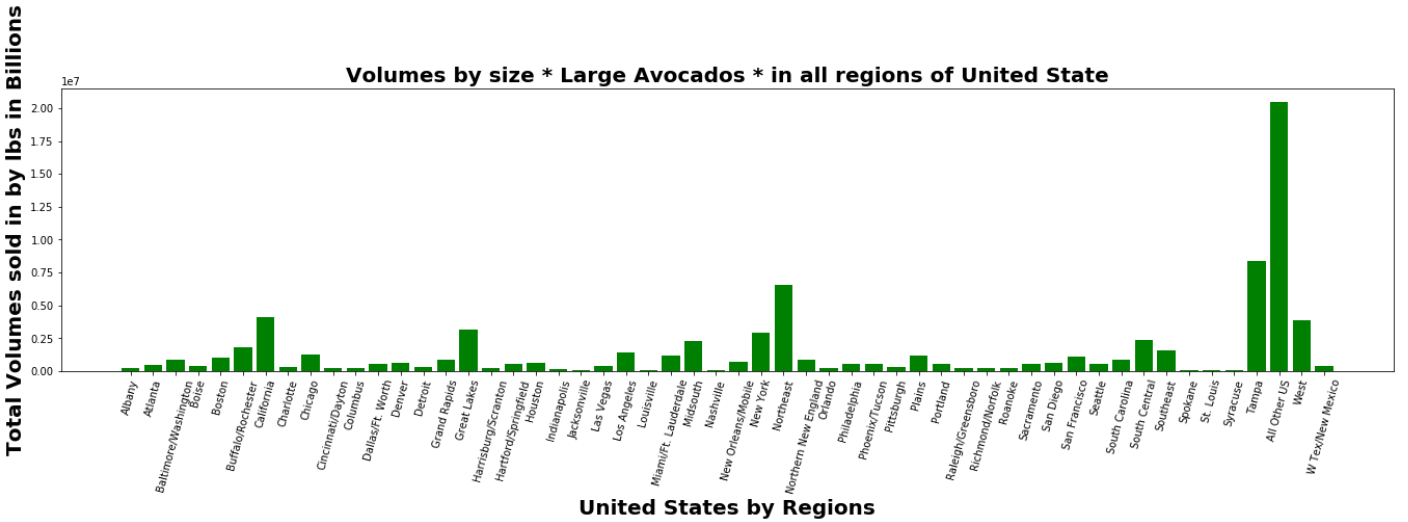 Volumes by size * Large Avocados * in all regions of United State
1e7
Total Volumes sold in by lbs in Billions
2.00
1.75
1.50
1.25
1.00
0.75
0.50
0.25
0.00
Albany
Atlanta
Baltimore/Washington
Boise
Boston
Buffalo/Rochester
California
Charlotte
Chicago
Cincinnati/Dayton
Columbus
Dallas/Ft. Worth
Denver
Detroit
Grand Rapids
Great Lakes
Harrisburg/Scranton
Hartford/Springfield
Houston
Indianapolis
Jacksonville
Las Vegas
Los Angeles
Louisville
Miami/Ft. Lauderdale
Midsouth
Nashville
New Orleans/Mobile
New York
Northeast
Northern New England
Orlando
Philadelphia
Phoenix/Tucson
Pittsburgh
Plains
Portland
Raleigh/Greensboro
Richmond/Norfolk
Roanoke
Sacramento
San Diego
San Francisco
Seattle
South Carolina
South Central
Southeast
Spokane
St. Louis
Syracuse
Tampa
All Other US
West
W Tex/New Mexico
United States by Regions